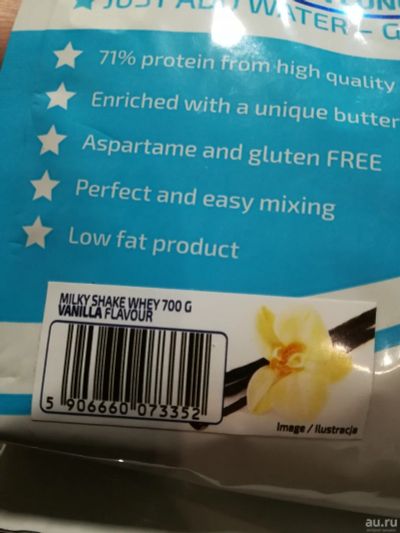 JUST ADD WATER – G
71% protein from high quality
Enriched with a unique butter
Aspartame and gluten FREE
Perfect and easy mixing
Low fat product
MILKY SHAKE WHEY 700 G
VANILLA FLAVOUR
5 906660 073352
Image / ilustracja
au.ru